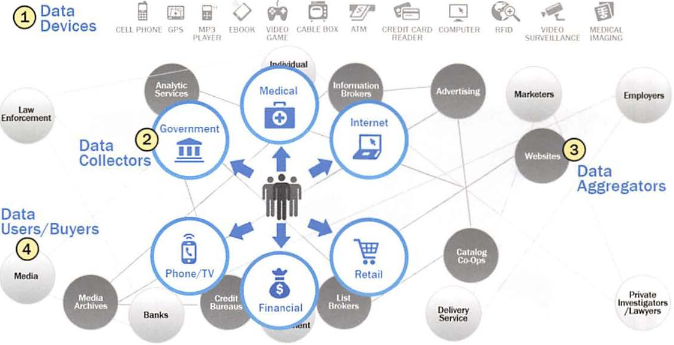 1 Data
Devices
CELL PHONE GPS MP3 PLAYER EBOOK VIDEO GAME CABLE BOX ATM CREDIT CARD READER COMPUTER RFID VIDEO SURVEILLANCE MEDICAL IMAGING
Individual
Analytic
Services
Medical
Information
Brokers
Advertising
Marketers
Employers
Law
Enforcement
Government
Internet
2 Data
Collectors
Websites
3 Data
Aggregators
Data
Users/Buyers
4
Media
Phone/TV
$
Financial
Retail
Catalog
Co-Ops
Media
Archives
Banks
Credit
Bureaus
List
Brokers
Delivery
Service
Private
Investigators
/Lawyers